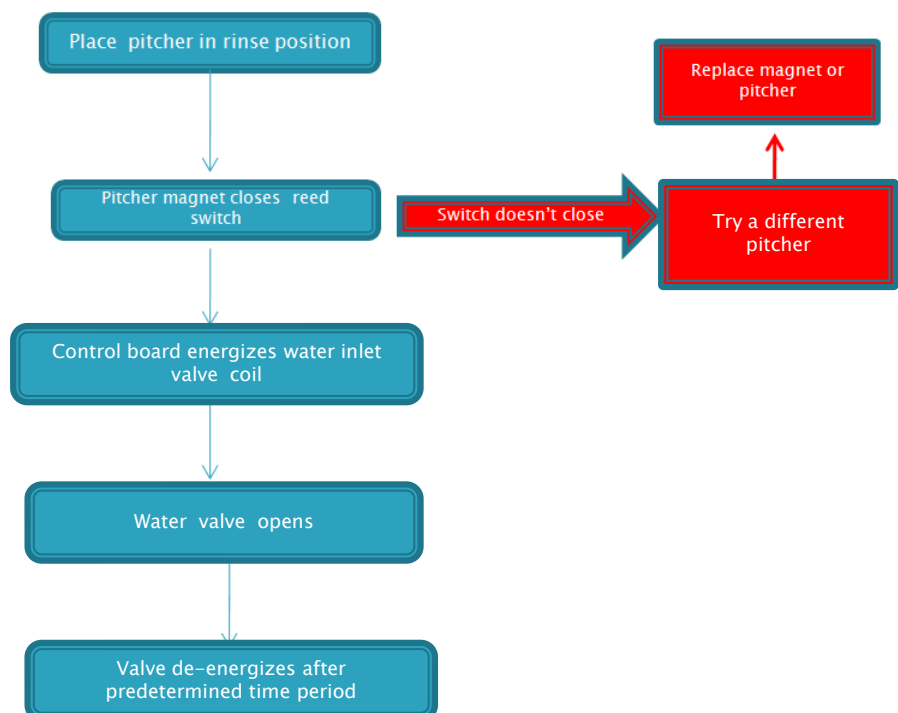 Place pitcher in rinse position
Replace magnet or
pitcher
Pitcher magnet closes reed
switch
Switch doesn't close
Try a different
pitcher
Control board energizes water inlet
valve coil
Water valve opens
Valve de-energizes after
predetermined time period